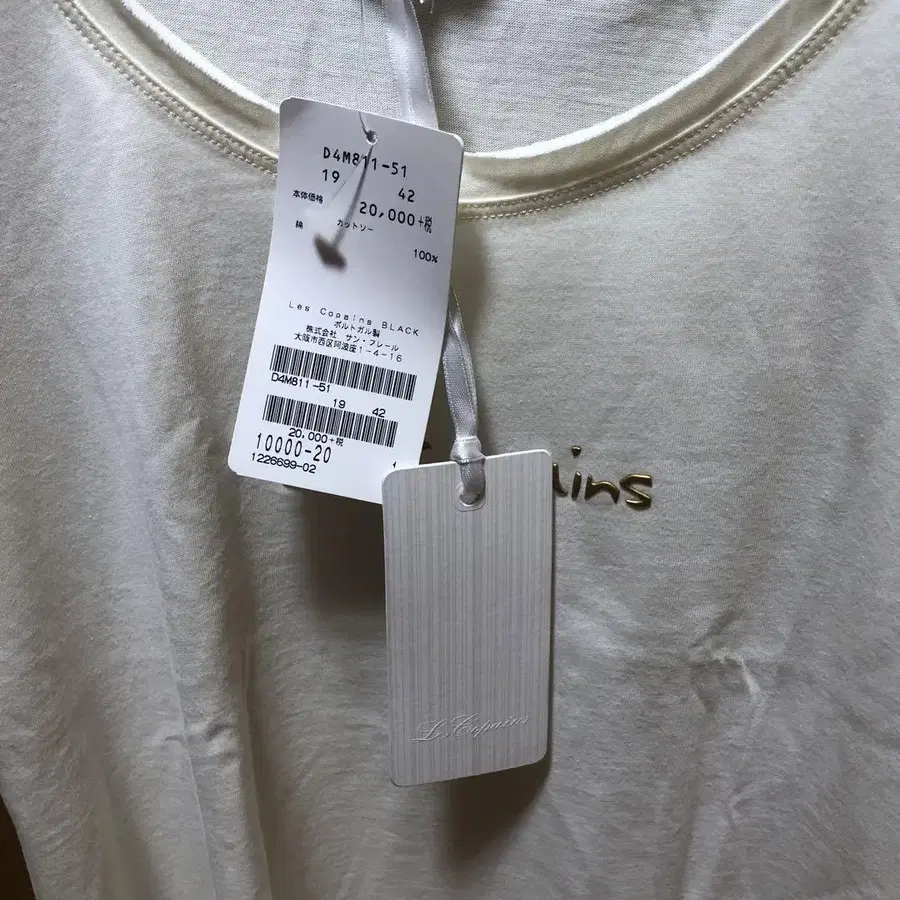 D4M811-51
19 42
本体価格
20,000+税
綿 カットソー
100%
Les Copains BLACK
ポルトガル製
株式会社 サン・フレール
大阪市西区阿波座1-4-16
D4M811-51
19 42
20,000+税
10000-20
1226699-02 1
ains
Les Copains